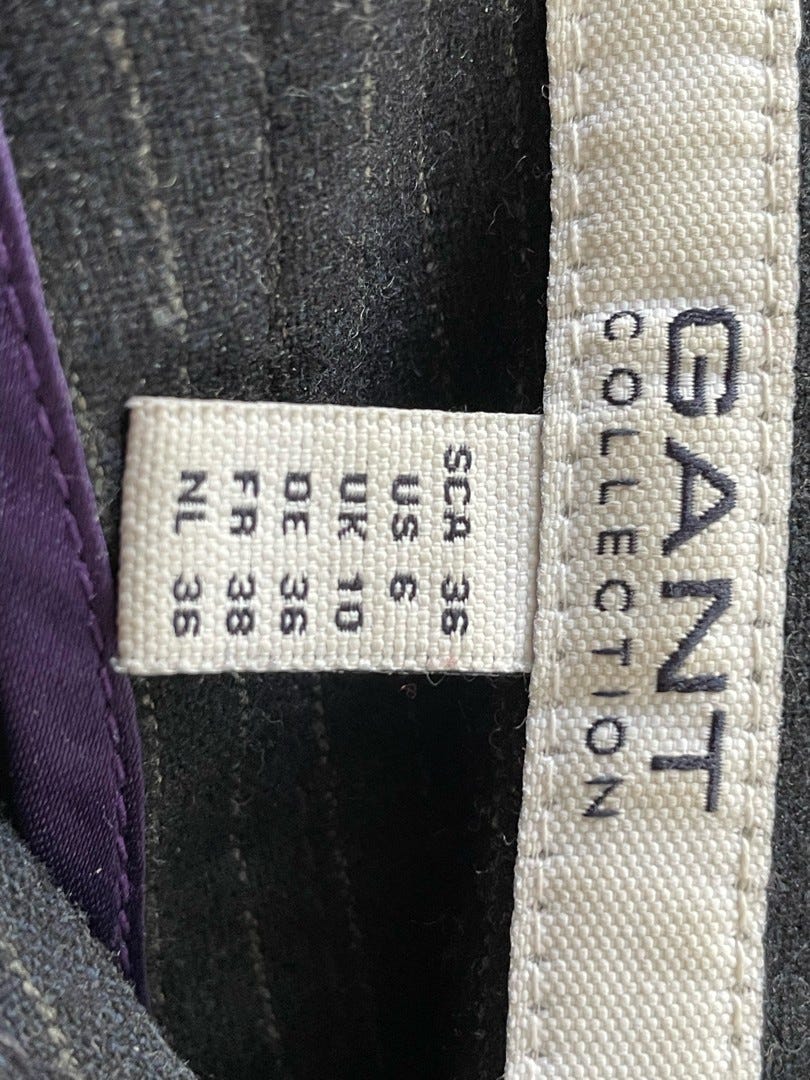 GANT
COLLECTION
SCA 36
US 6
UK 10
DE 36
FR 38
NL 36